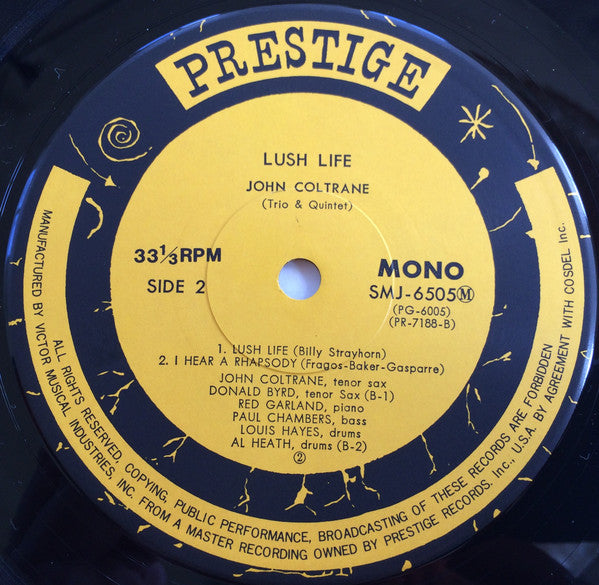 PRESTIGE
LUSH LIFE
JOHN COLTRANE
(Trio & Quintet)
33⅓RPM
SIDE 2
MONO
SMJ-6505Ⓜ
(PG-6005)
(PR-7188-B)
1. LUSH LIFE (Billy Strayhorn)
2. I HEAR A RHAPSODY (Fragos-Baker-Gasparre)
JOHN COLTRANE, tenor sax
DONALD BYRD, tenor Sax (B-1)
RED GARLAND, piano
PAUL CHAMBERS, bass
LOUIS HAYES, drums
AL HEATH, drums (B-2)
②
MANUFACTURED BY VICTOR MUSICAL INDUSTRIES, INC. FROM A MASTER RECORDING OWNED BY PRESTIGE RECORDS. Inc., U.S.A. BY AGREEMENT WITH COSDEL Inc.
ALL RIGHTS RESERVED, COPYING, PUBLIC PERFORMANCE, BROADCASTING OF THESE RECORDS ARE FORBIDDEN